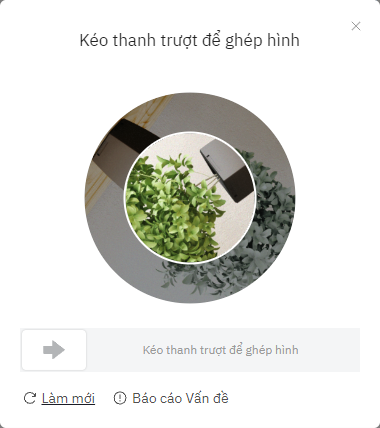 Kéo thanh trượt để ghép hình
Kéo thanh trượt để ghép hình
Làm mới
Báo cáo Vấn đề